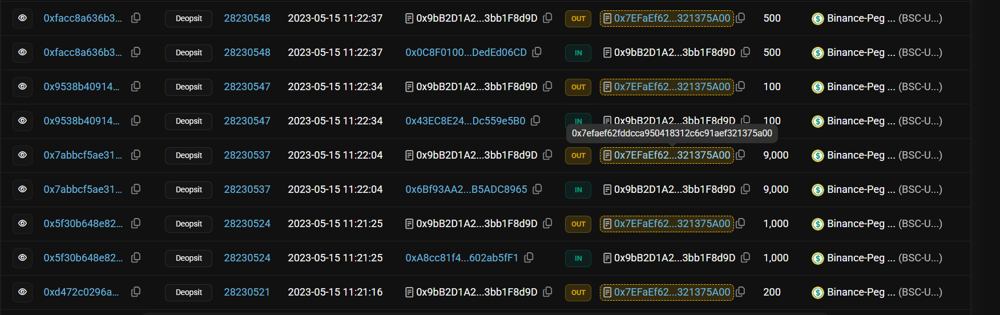 0xfacc8a636b3... Deopsit 28230548 2023-05-15 11:22:37 0x9bB2D1A2...3bb1F8d9D OUT 0x7EFaEf62...321375A00 500 Binance-Peg ... (BSC-U...)
0xfacc8a636b3... Deopsit 28230548 2023-05-15 11:22:37 0x0C8F0100...DedEd06CD IN 0x9bB2D1A2...3bb1F8d9D 500 Binance-Peg ... (BSC-U...)
0x9538b40914... Deopsit 28230547 2023-05-15 11:22:34 0x9bB2D1A2...3bb1F8d9D OUT 0x7EFaEf62...321375A00 100 Binance-Peg ... (BSC-U...)
0x9538b40914... Deopsit 28230547 2023-05-15 11:22:34 0x43EC8E24...Dc559e5B0 IN 0x9bB2D1A2...3bb1F8d9D 100 Binance-Peg ... (BSC-U...)
0x7efaef62fddcca950418312c6c91aef321375a00
0x7abbcf5ae31... Deopsit 28230537 2023-05-15 11:22:04 0x9bB2D1A2...3bb1F8d9D OUT 0x7EFaEf62...321375A00 9,000 Binance-Peg ... (BSC-U...)
0x7abbcf5ae31... Deopsit 28230537 2023-05-15 11:22:04 0x6Bf93AA2...B5ADC8965 IN 0x9bB2D1A2...3bb1F8d9D 9,000 Binance-Peg ... (BSC-U...)
0x5f30b648e82... Deopsit 28230524 2023-05-15 11:21:25 0x9bB2D1A2...3bb1F8d9D OUT 0x7EFaEf62...321375A00 1,000 Binance-Peg ... (BSC-U...)
0x5f30b648e82... Deopsit 28230524 2023-05-15 11:21:25 0xA8cc81f4...602ab5fF1 IN 0x9bB2D1A2...3bb1F8d9D 1,000 Binance-Peg ... (BSC-U...)
0xd472c0296a... Deopsit 28230521 2023-05-15 11:21:16 0x9bB2D1A2...3bb1F8d9D OUT 0x7EFaEf62...321375A00 200 Binance-Peg ... (BSC-U...)